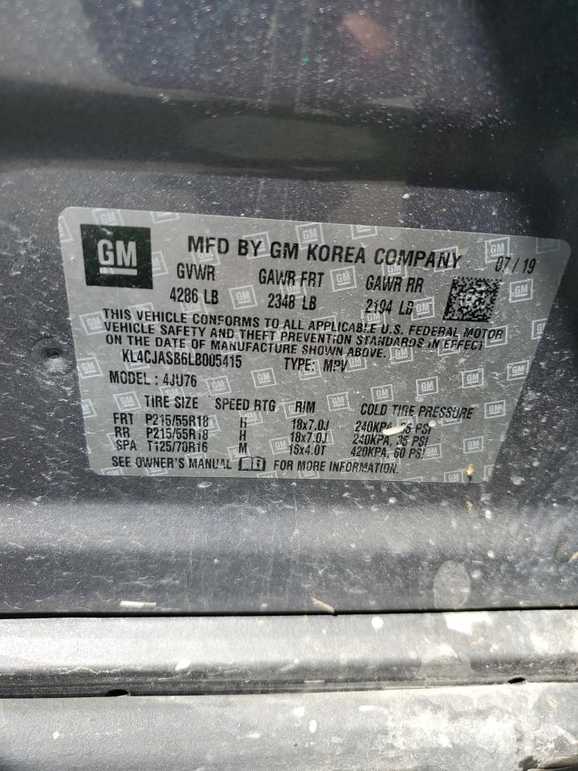 GM MFD BY GM KOREA COMPANY 07/19
GVWR GAWR FRT GAWR RR
4286 LB 2348 LB 2194 LB
THIS VEHICLE CONFORMS TO ALL APPLICABLE U.S. FEDERAL MOTOR
VEHICLE SAFETY AND THEFT PREVENTION STANDARDS IN EFFECT
ON THE DATE OF MANUFACTURE SHOWN ABOVE.
KL4CJASB6LB005415 TYPE: MPV
MODEL: 4JU76
TIRE SIZE SPEED RTG RIM COLD TIRE PRESSURE
FRT P215/55R18 H 18x7.0J 240KPA, 35 PSI
RR P215/55R18 H 18x7.0J 240KPA, 35 PSI
SPA T125/70R16 M 16x4.0T 420KPA, 60 PSI
SEE OWNER'S MANUAL FOR MORE INFORMATION.